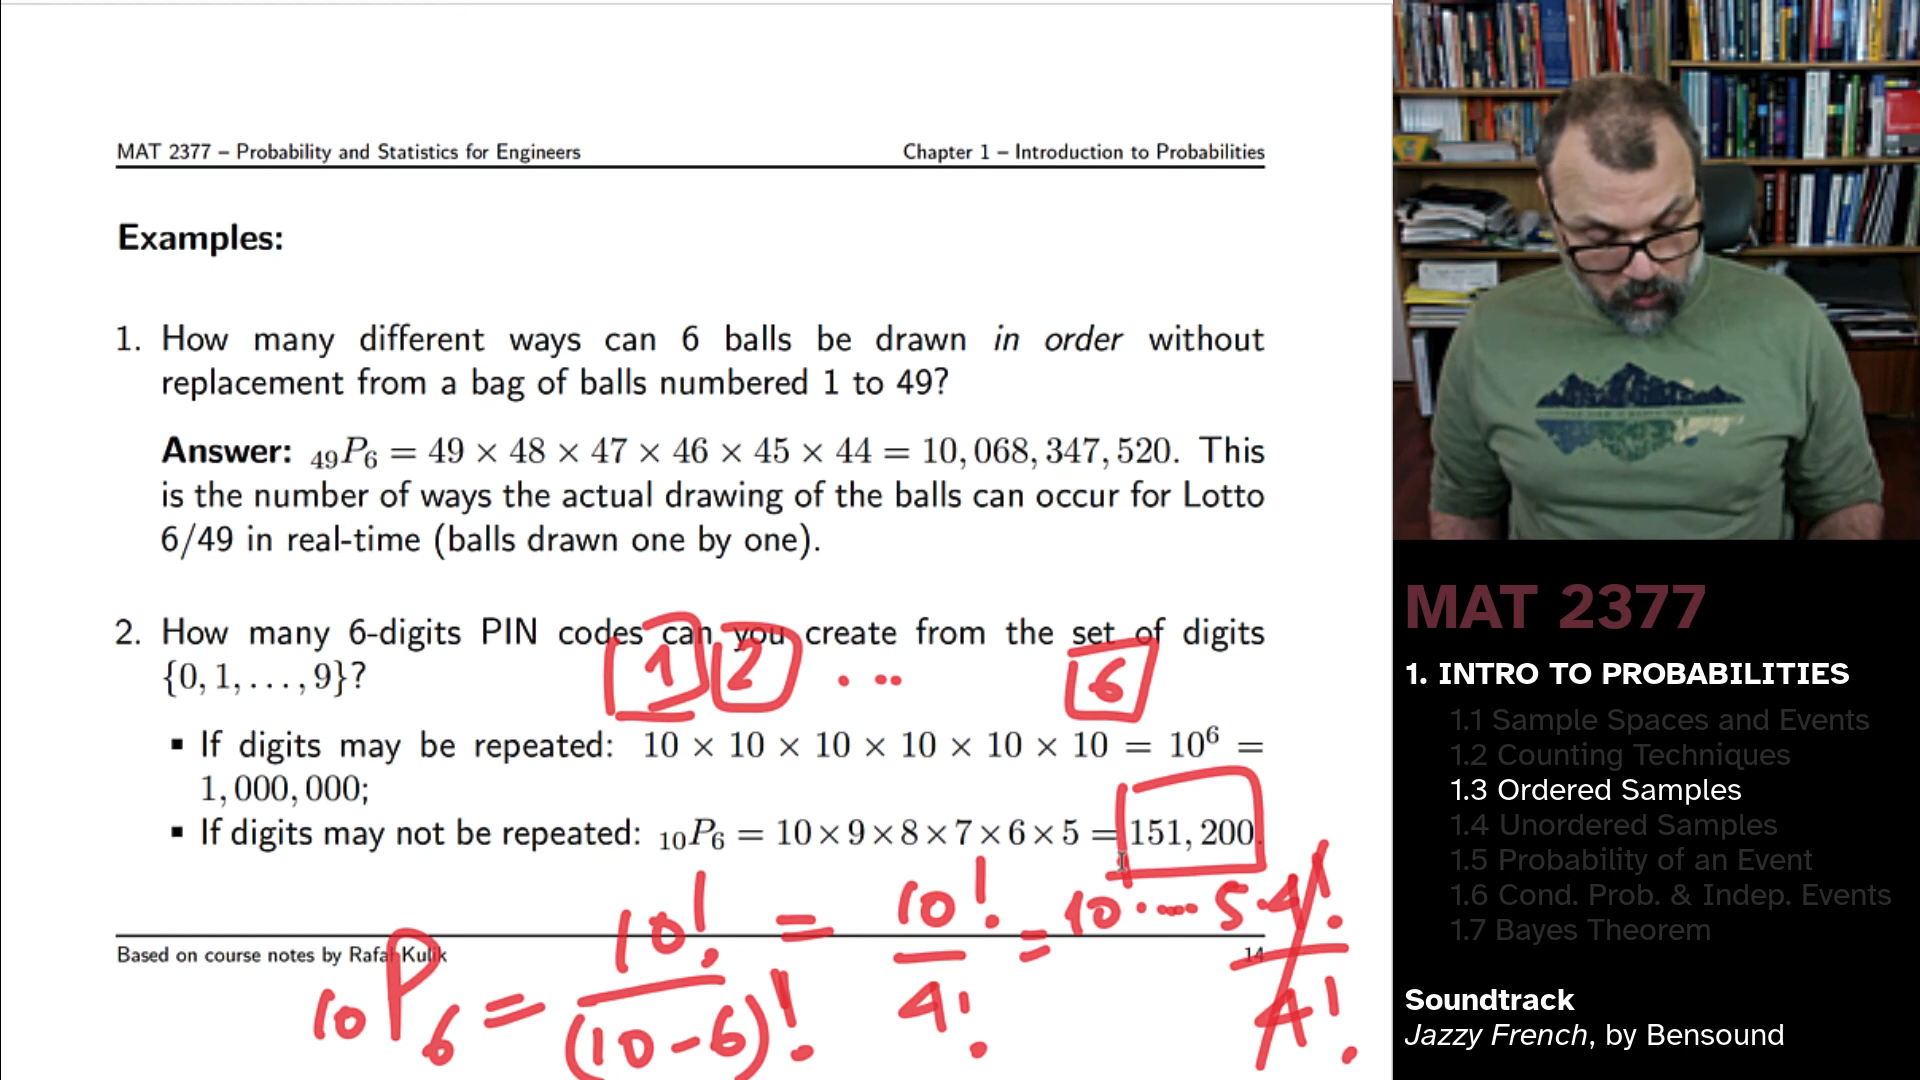 MAT 2377 – Probability and Statistics for Engineers
Chapter 1 – Introduction to Probabilities
Examples:
1. How many different ways can 6 balls be drawn in order without
replacement from a bag of balls numbered 1 to 49?
Answer: ₄₉P₆ = 49 × 48 × 47 × 46 × 45 × 44 = 10,068,347,520. This
is the number of ways the actual drawing of the balls can occur for Lotto
6/49 in real-time (balls drawn one by one).
2. How many 6-digits PIN codes can you create from the set of digits
{0, 1, . . . , 9}?
1 2 ... 6
▪ If digits may be repeated: 10 × 10 × 10 × 10 × 10 × 10 = 10⁶ =
1,000,000;
▪ If digits may not be repeated: ₁₀P₆ = 10×9×8×7×6×5 = 151,200.
₁₀P₆ = 10!/(10-6)! = 10!/4! = 10·...5·4!/4!
Based on course notes by Rafał Kulik
14
MAT 2377
1. INTRO TO PROBABILITIES
1.1 Sample Spaces and Events
1.2 Counting Techniques
1.3 Ordered Samples
1.4 Unordered Samples
1.5 Probability of an Event
1.6 Cond. Prob. & Indep. Events
1.7 Bayes Theorem
Soundtrack
Jazzy French, by Bensound